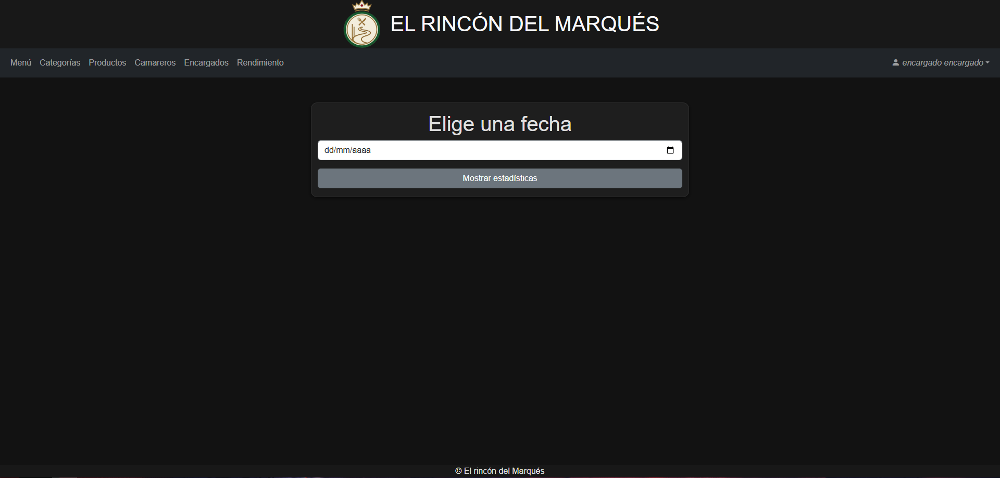 EL RINCÓN DEL MARQUÉS
Menú Categorías Productos Camareros Encargados Rendimiento encargado encargado
Elige una fecha
dd/mm/aaaa
Mostrar estadísticas
© El rincón del Marqués